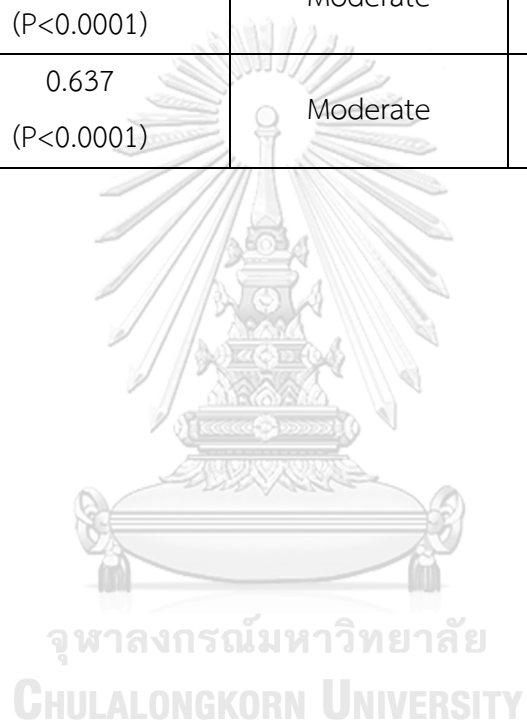 (P<0.0001)
Moderate
0.637
(P<0.0001)
Moderate
จุฬาลงกรณ์มหาวิทยาลัย
CHULALONGKORN UNIVERSITY